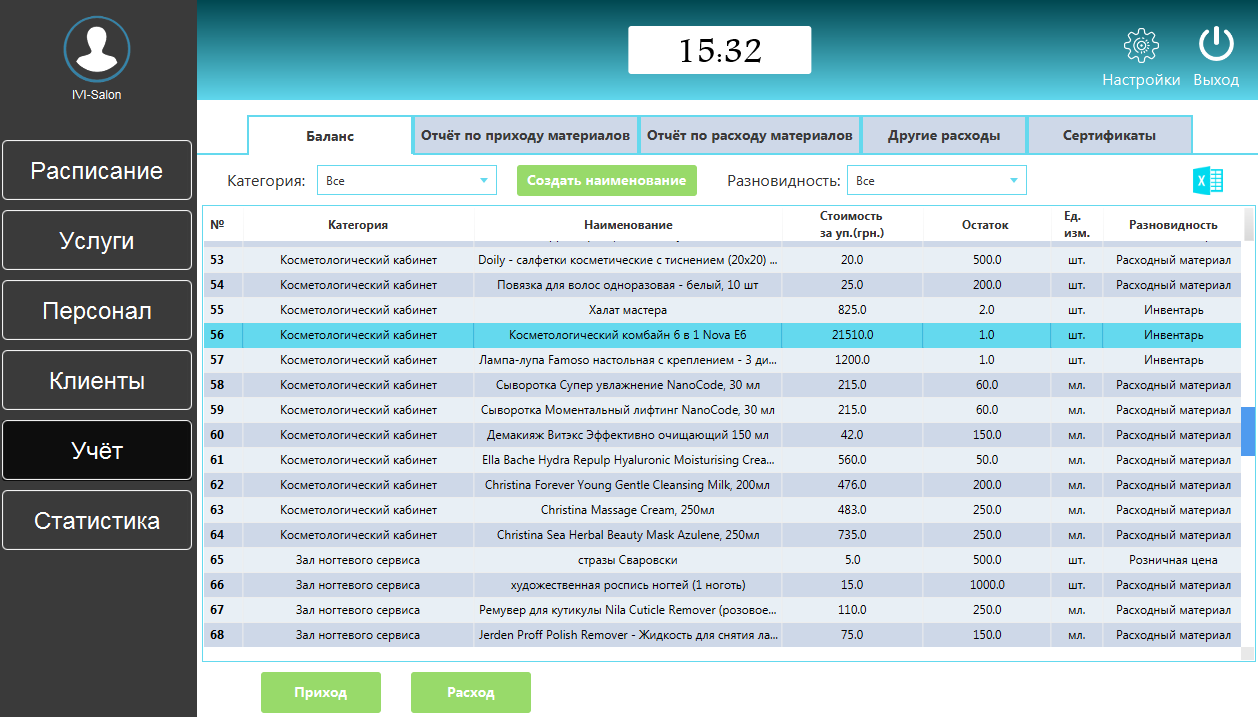 IVI-Salon
Расписание
Услуги
Персонал
Клиенты
Учёт
Статистика
15:32
Настройки Выход
Баланс Отчёт по приходу материалов Отчёт по расходу материалов Другие расходы Сертификаты
Категория: Все Создать наименование Разновидность: Все
№ Категория Наименование Стоимость за уп.(грн.) Остаток Ед. изм. Разновидность
53 Косметологический кабинет Doily - салфетки косметические с тиснением (20х20) ... 20.0 500.0 шт. Расходный материал
54 Косметологический кабинет Повязка для волос одноразовая - белый, 10 шт 25.0 200.0 шт. Расходный материал
55 Косметологический кабинет Халат мастера 825.0 2.0 шт. Инвентарь
56 Косметологический кабинет Косметологический комбайн 6 в 1 Nova E6 21510.0 1.0 шт. Инвентарь
57 Косметологический кабинет Лампа-лупа Famoso настольная с креплением - 3 ди... 1200.0 1.0 шт. Инвентарь
58 Косметологический кабинет Сыворотка Супер увлажнение NanoCode, 30 мл 215.0 60.0 мл. Расходный материал
59 Косметологический кабинет Сыворотка Моментальный лифтинг NanoCode, 30 мл 215.0 60.0 мл. Расходный материал
60 Косметологический кабинет Демакияж Витэкс Эффективно очищающий 150 мл 42.0 150.0 мл. Расходный материал
61 Косметологический кабинет Ella Bache Hydra Repulp Hyaluronic Moisturising Crea... 560.0 50.0 мл. Расходный материал
62 Косметологический кабинет Christina Forever Young Gentle Cleansing Milk, 200мл 476.0 200.0 мл. Расходный материал
63 Косметологический кабинет Christina Massage Cream, 250мл 483.0 250.0 мл. Расходный материал
64 Косметологический кабинет Christina Sea Herbal Beauty Mask Azulene, 250мл 735.0 250.0 мл. Расходный материал
65 Зал ногтевого сервиса стразы Сваровски 5.0 500.0 шт. Розничная цена
66 Зал ногтевого сервиса художественная роспись ногтей (1 ноготь) 15.0 1000.0 шт. Расходный материал
67 Зал ногтевого сервиса Ремувер для кутикулы Nila Cuticle Remover (розовое... 110.0 250.0 мл. Расходный материал
68 Зал ногтевого сервиса Jerden Proff Polish Remover - Жидкость для снятия ла... 75.0 150.0 мл. Расходный материал
Приход Расход